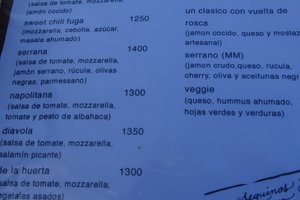 (salsa de tomate, mozzarella,
jamón cocido)
sweet chili fuga 1250
(mozzarella, cebolla, azúcar,
masala ahumado)
serrana 1400
(salsa de tomate, mozzarella,
jamón serrano, rúcula, olivas
negras, parmessano)
napolitana 1300
(salsa de tomate, mozzarella,
tomate y pesto de albahaca)
diavola 1350
(salsa de tomate, mozzarella,
salamín picante)
de la huerta 1300
(salsa de tomate, mozzarella,
vegetales asados)
un clasico con vuelta de
rosca
(jamon cocido, queso y mostaz
artesanal)
serrano (MM)
(jamon crudo,queso, rucula,
cherry, oliva y aceitunas negr
veggie
(queso, hummus ahumado,
hojas verdes y verduras)
seguinos